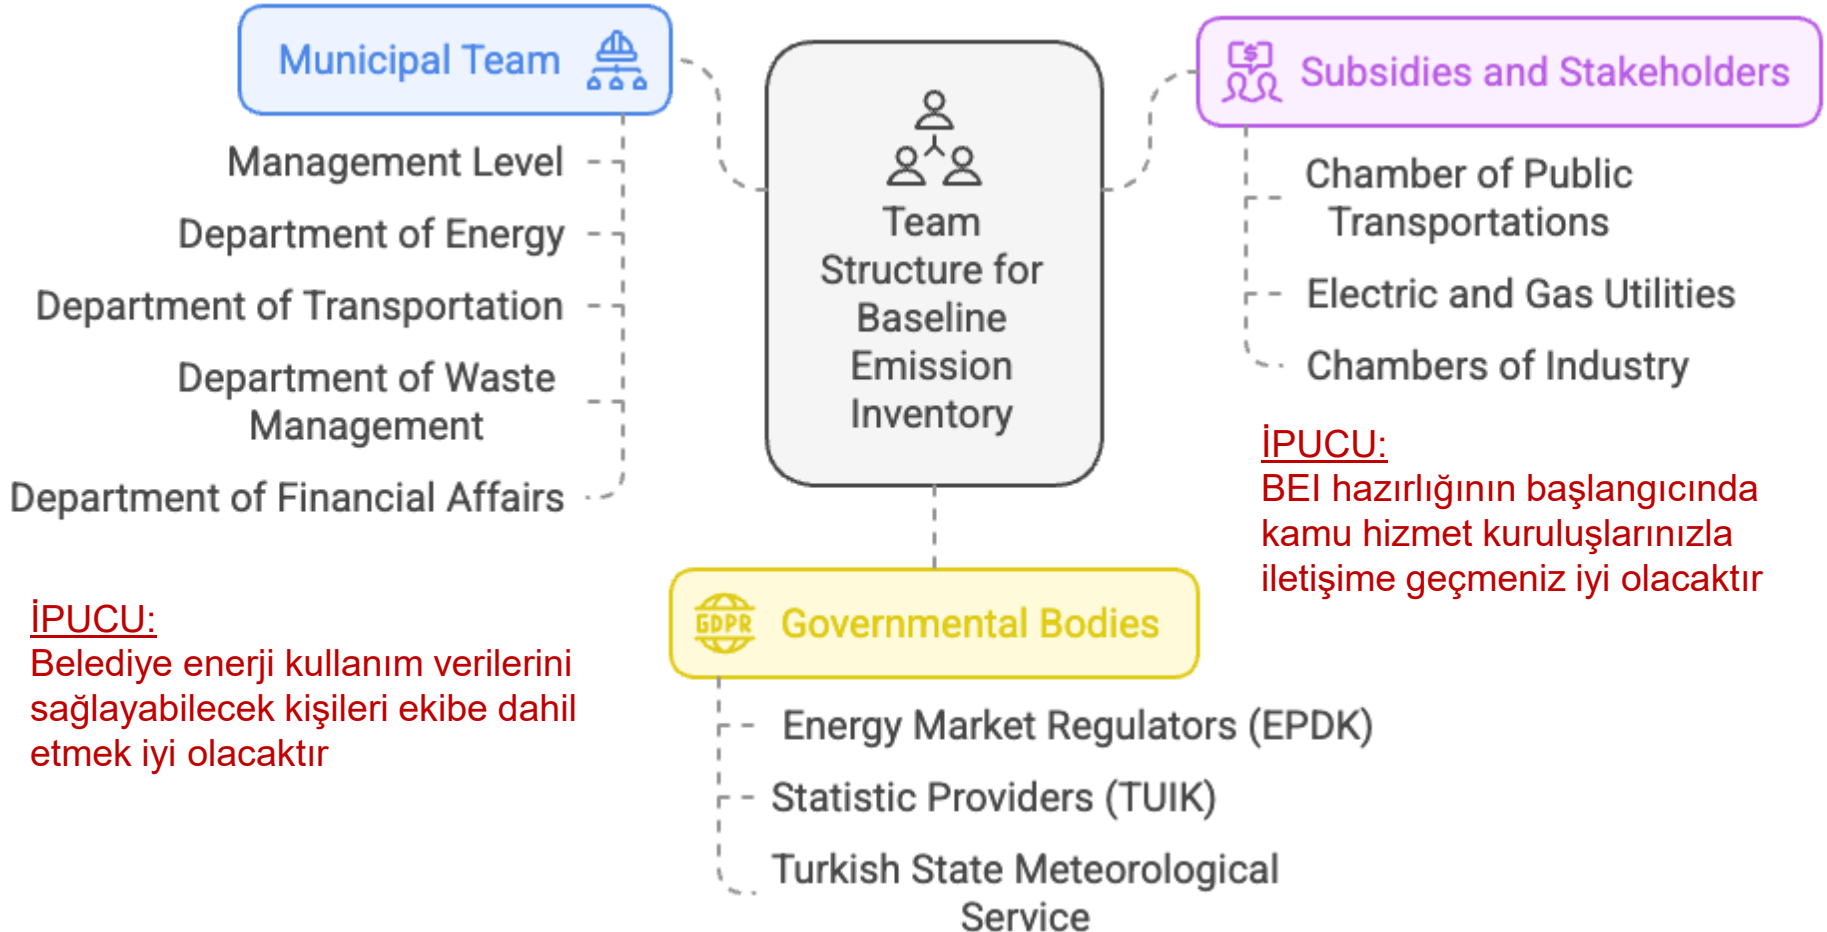 Municipal Team
Management Level
Department of Energy
Department of Transportation
Department of Waste
Management
Department of Financial Affairs
İPUCU:
Belediye enerji kullanım verilerini
sağlayabilecek kişileri ekibe dahil
etmek iyi olacaktır
Team
Structure for
Baseline
Emission
Inventory
$
Subsidies and Stakeholders
Chamber of Public
Transportations
Electric and Gas Utilities
Chambers of Industry
İPUCU:
BEI hazırlığının başlangıcında
kamu hizmet kuruluşlarınızla
iletişime geçmeniz iyi olacaktır
GDPR
Governmental Bodies
Energy Market Regulators (EPDK)
Statistic Providers (TUIK)
Turkish State Meteorological
Service